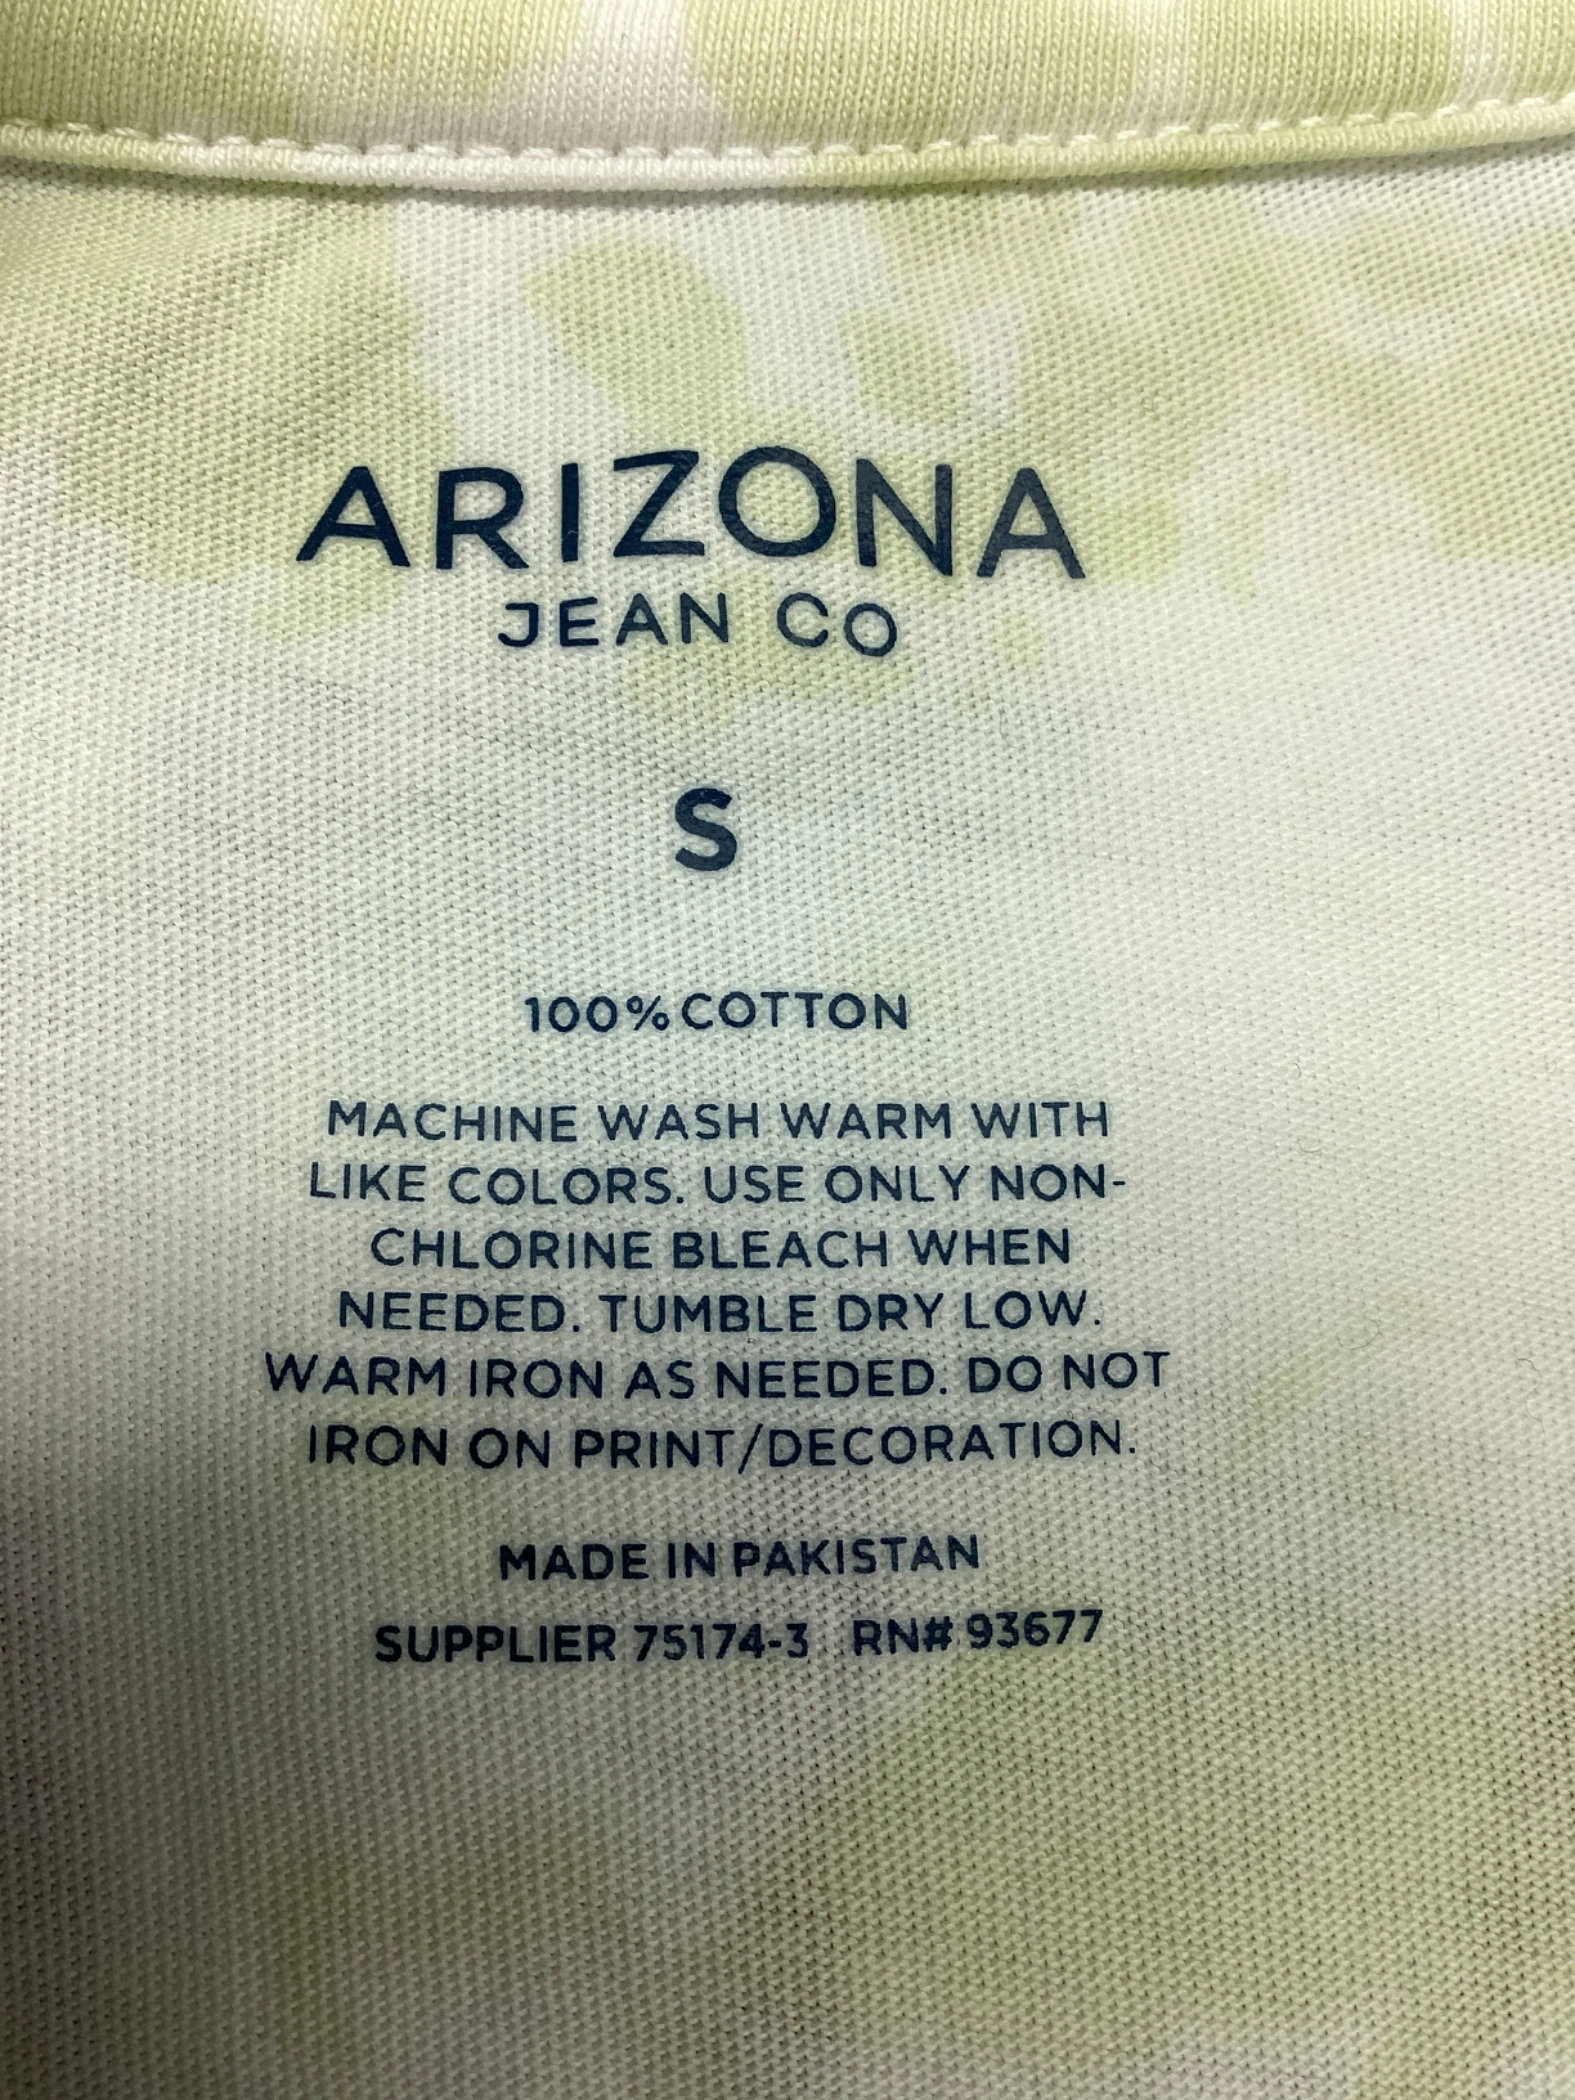 ARIZONA
JEAN CO
S
100% COTTON
MACHINE WASH WARM WITH
LIKE COLORS. USE ONLY NON-
CHLORINE BLEACH WHEN
NEEDED. TUMBLE DRY LOW.
WARM IRON AS NEEDED. DO NOT
IRON ON PRINT/DECORATION.
MADE IN PAKISTAN
SUPPLIER 75174-3 RN# 93677